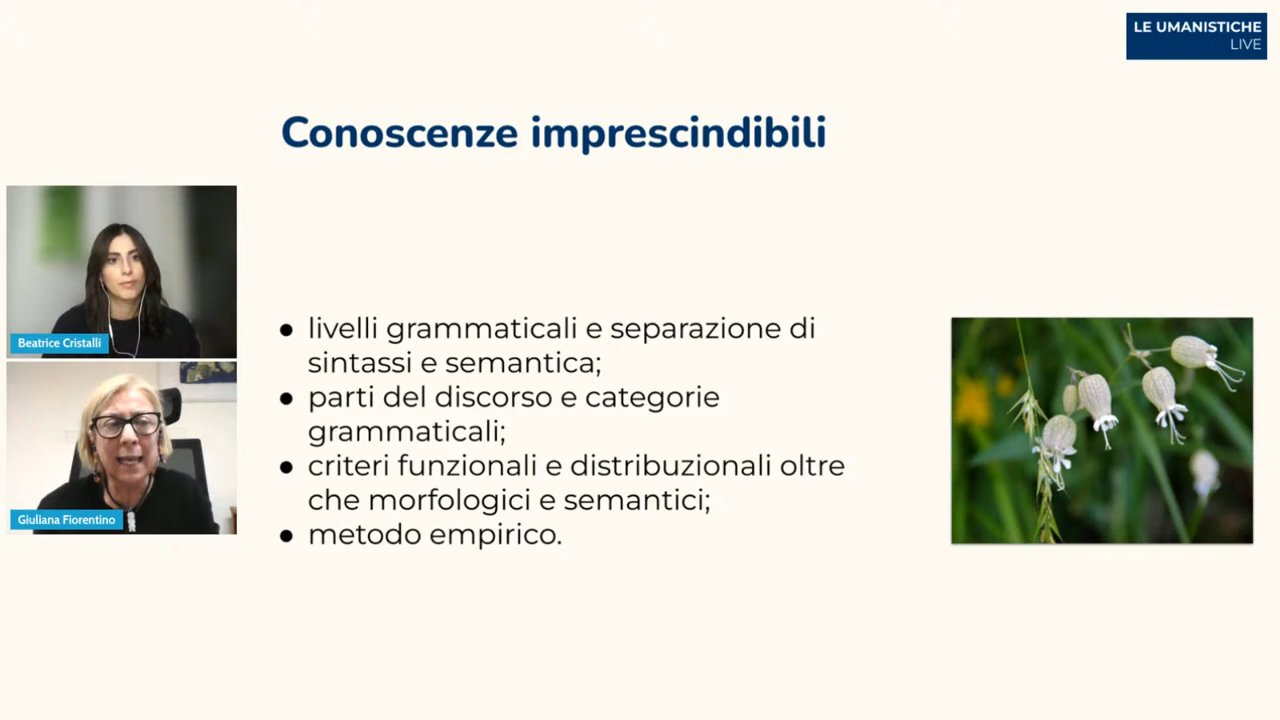 LE UMANISTICHE
LIVE
Conoscenze imprescindibili
Beatrice Cristalli
Giuliana Fiorentino
● livelli grammaticali e separazione di
sintassi e semantica;
● parti del discorso e categorie
grammaticali;
● criteri funzionali e distribuzionali oltre
che morfologici e semantici;
● metodo empirico.